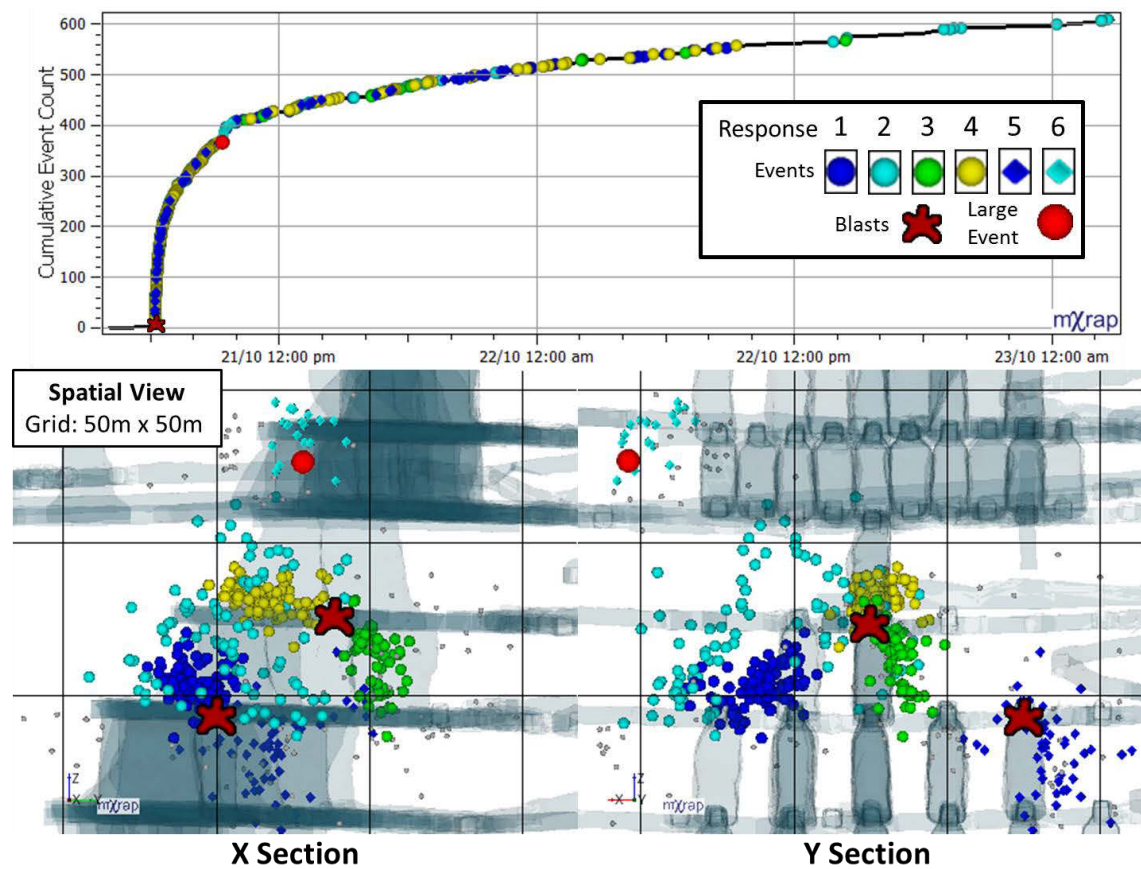 600
500
400
300
200
100
0
Cumulative Event Count
Response 1 2 3 4 5 6
Events
Blasts Large Event
mXrap
21/10 12:00 pm 22/10 12:00 am 22/10 12:00 pm 23/10 12:00 am
Spatial View
Grid: 50m x 50m
Z
X Y
mXrap
Z
X Y
mXrap
X Section Y Section